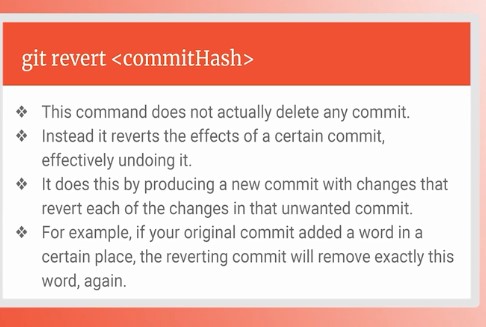 git revert <commitHash>
❖ This command does not actually delete any commit.
❖ Instead it reverts the effects of a certain commit,
effectively undoing it.
❖ It does this by producing a new commit with changes that
revert each of the changes in that unwanted commit.
❖ For example, if your original commit added a word in a
certain place, the reverting commit will remove exactly this
word, again.